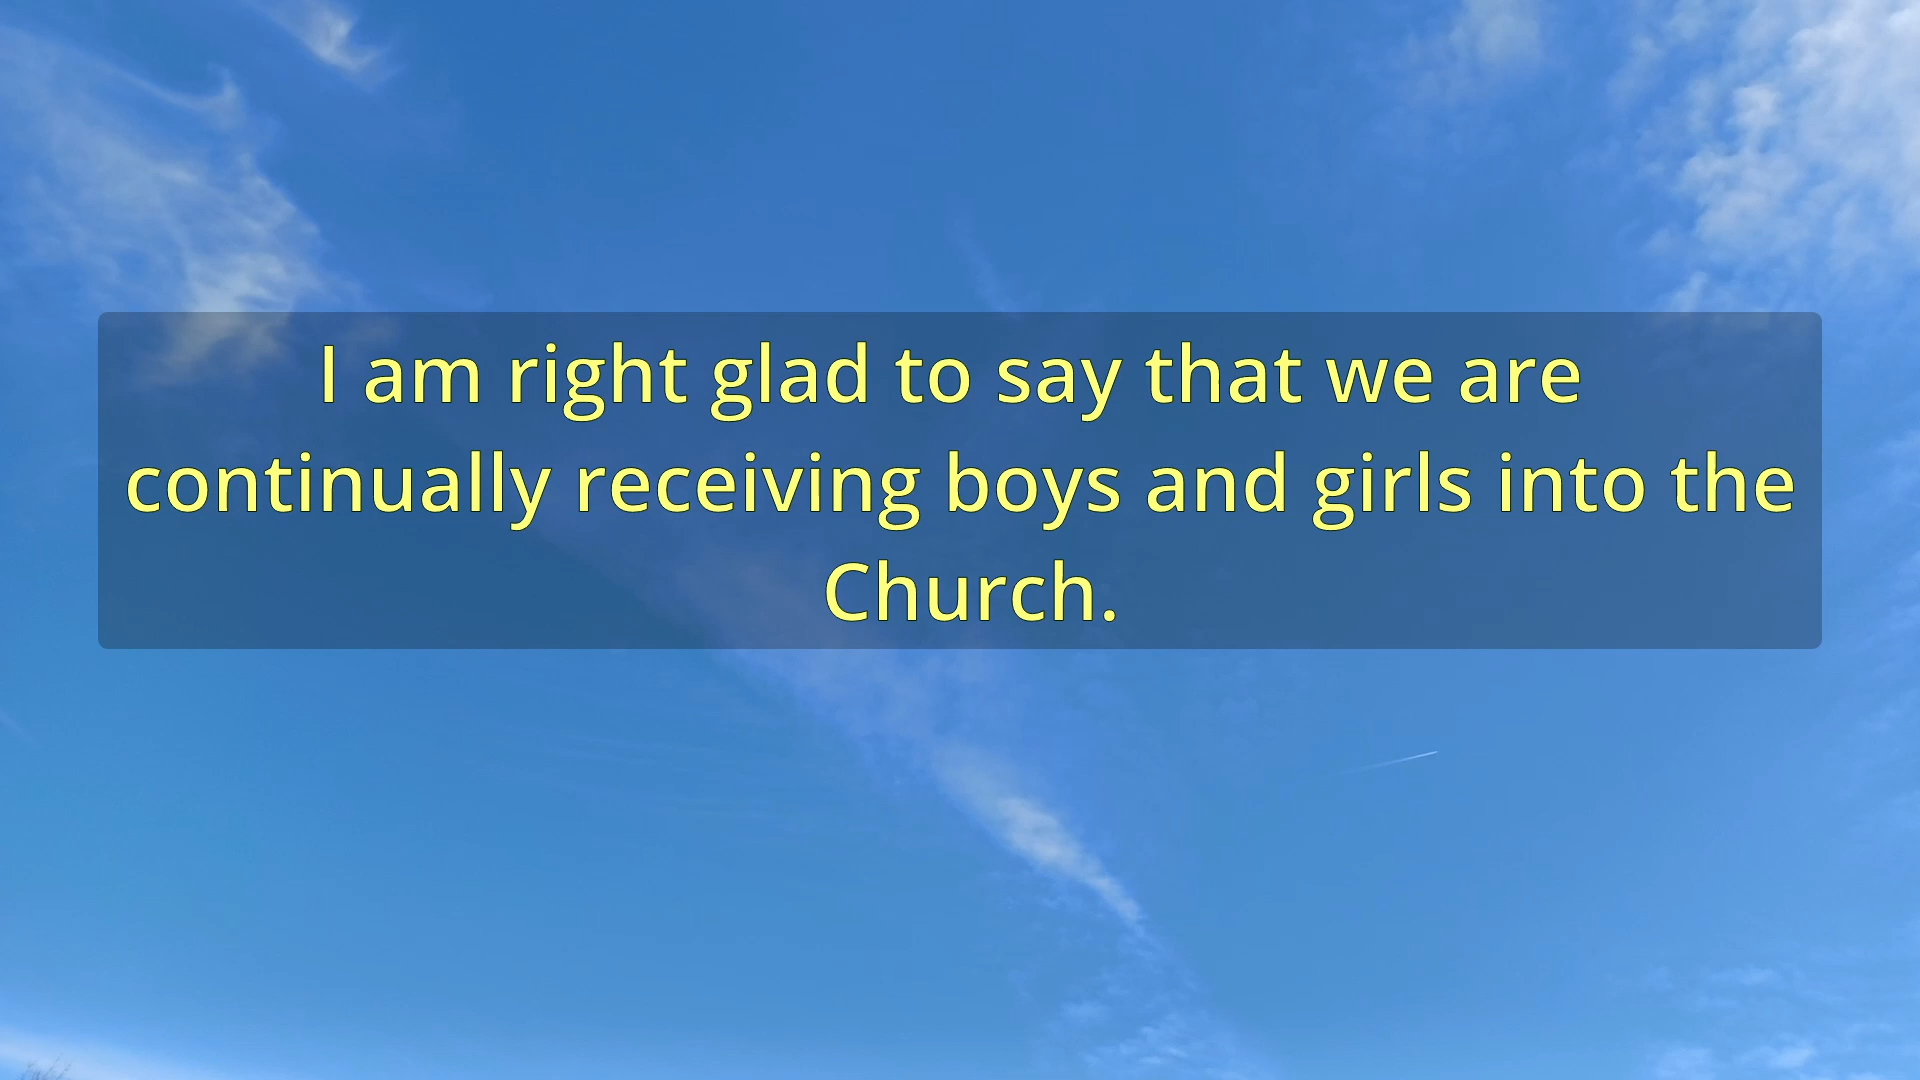 I am right glad to say that we are
continually receiving boys and girls into the
Church.